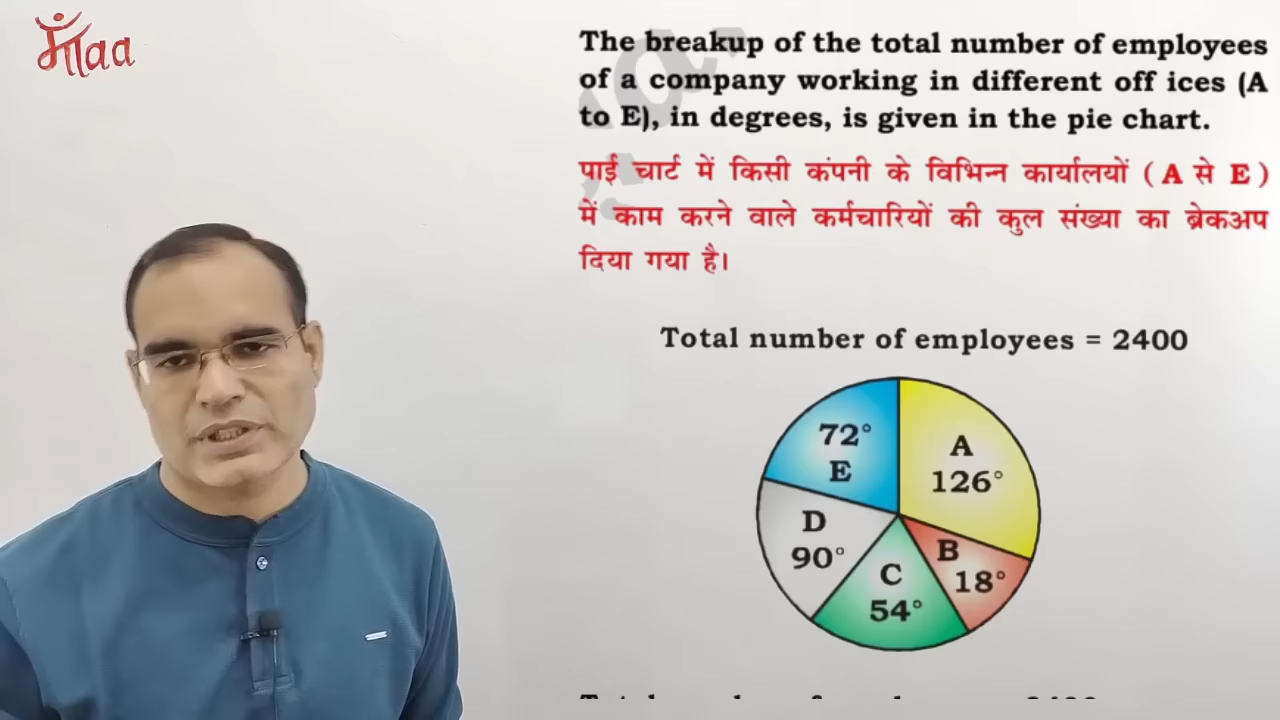 माँaa
The breakup of the total number of employees
of a company working in different off ices (A
to E), in degrees, is given in the pie chart.
पाई चार्ट में किसी कंपनी के विभिन्न कार्यालयों ( A से E )
में काम करने वाले कर्मचारियों की कुल संख्या का ब्रेकअप
दिया गया है।
Total number of employees = 2400
72°
E
A
126°
D
90°
B
18°
C
54°